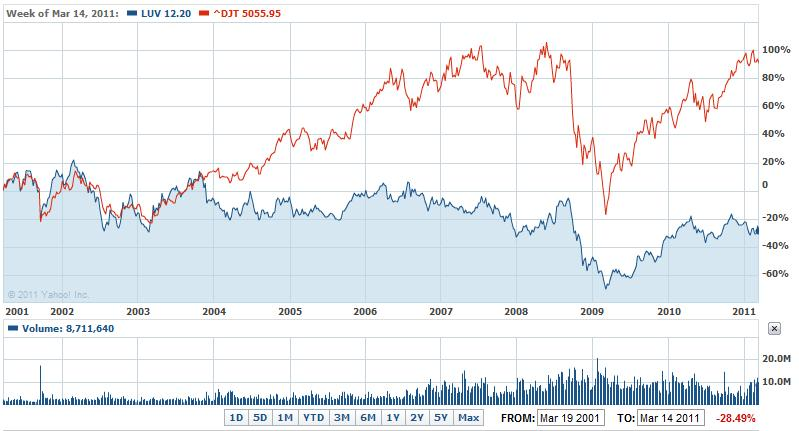 Week of Mar 14, 2011: LUV 12.20 ^DJT 5055.95
100%
80%
60%
40%
20%
0
-20%
-40%
-60%
© 2011 Yahoo! Inc.
2001 2002 2003 2004 2005 2006 2007 2008 2009 2010 2011
Volume: 8,711,640
20.0M
10.0M
1D 5D 1M YTD 3M 6M 1Y 2Y 5Y Max FROM: Mar 19 2001 TO: Mar 14 2011 -28.49%